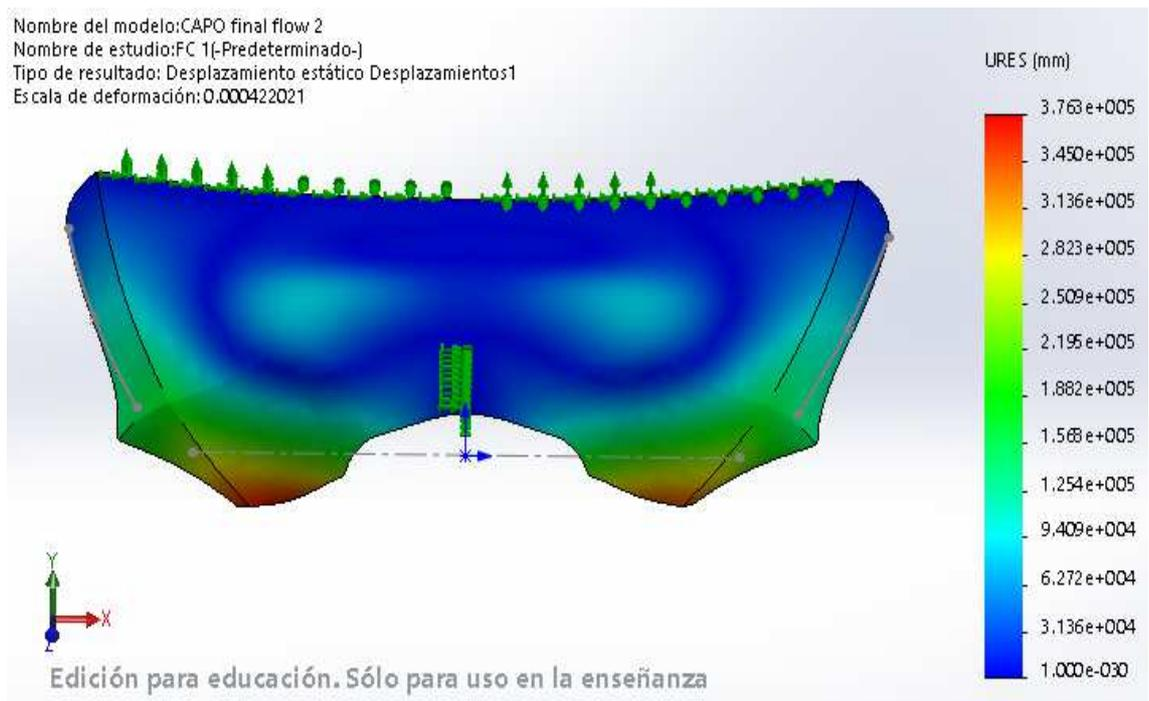 Nombre del modelo:CAPO final flow 2
Nombre de estudio:FC 1(-Predeterminado-)
Tipo de resultado: Desplazamiento estático Desplazamientos1
Escala de deformación: 0.000422021
URES (mm)
3.763e+005
3.450e+005
3.136e+005
2.823e+005
2.509e+005
2.195e+005
1.882e+005
1.568e+005
1.254e+005
9.409e+004
6.272e+004
3.136e+004
1.000e-030
Y
X
Z
Edición para educación. Sólo para uso en la enseñanza